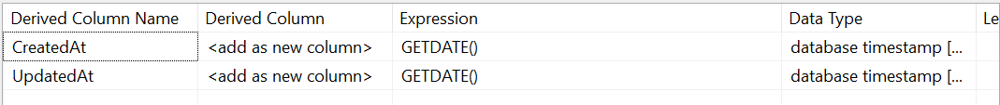 Derived Column Name Derived Column Expression Data Type Le
CreatedAt <add as new column> GETDATE() database timestamp [...
UpdatedAt <add as new column> GETDATE() database timestamp [...